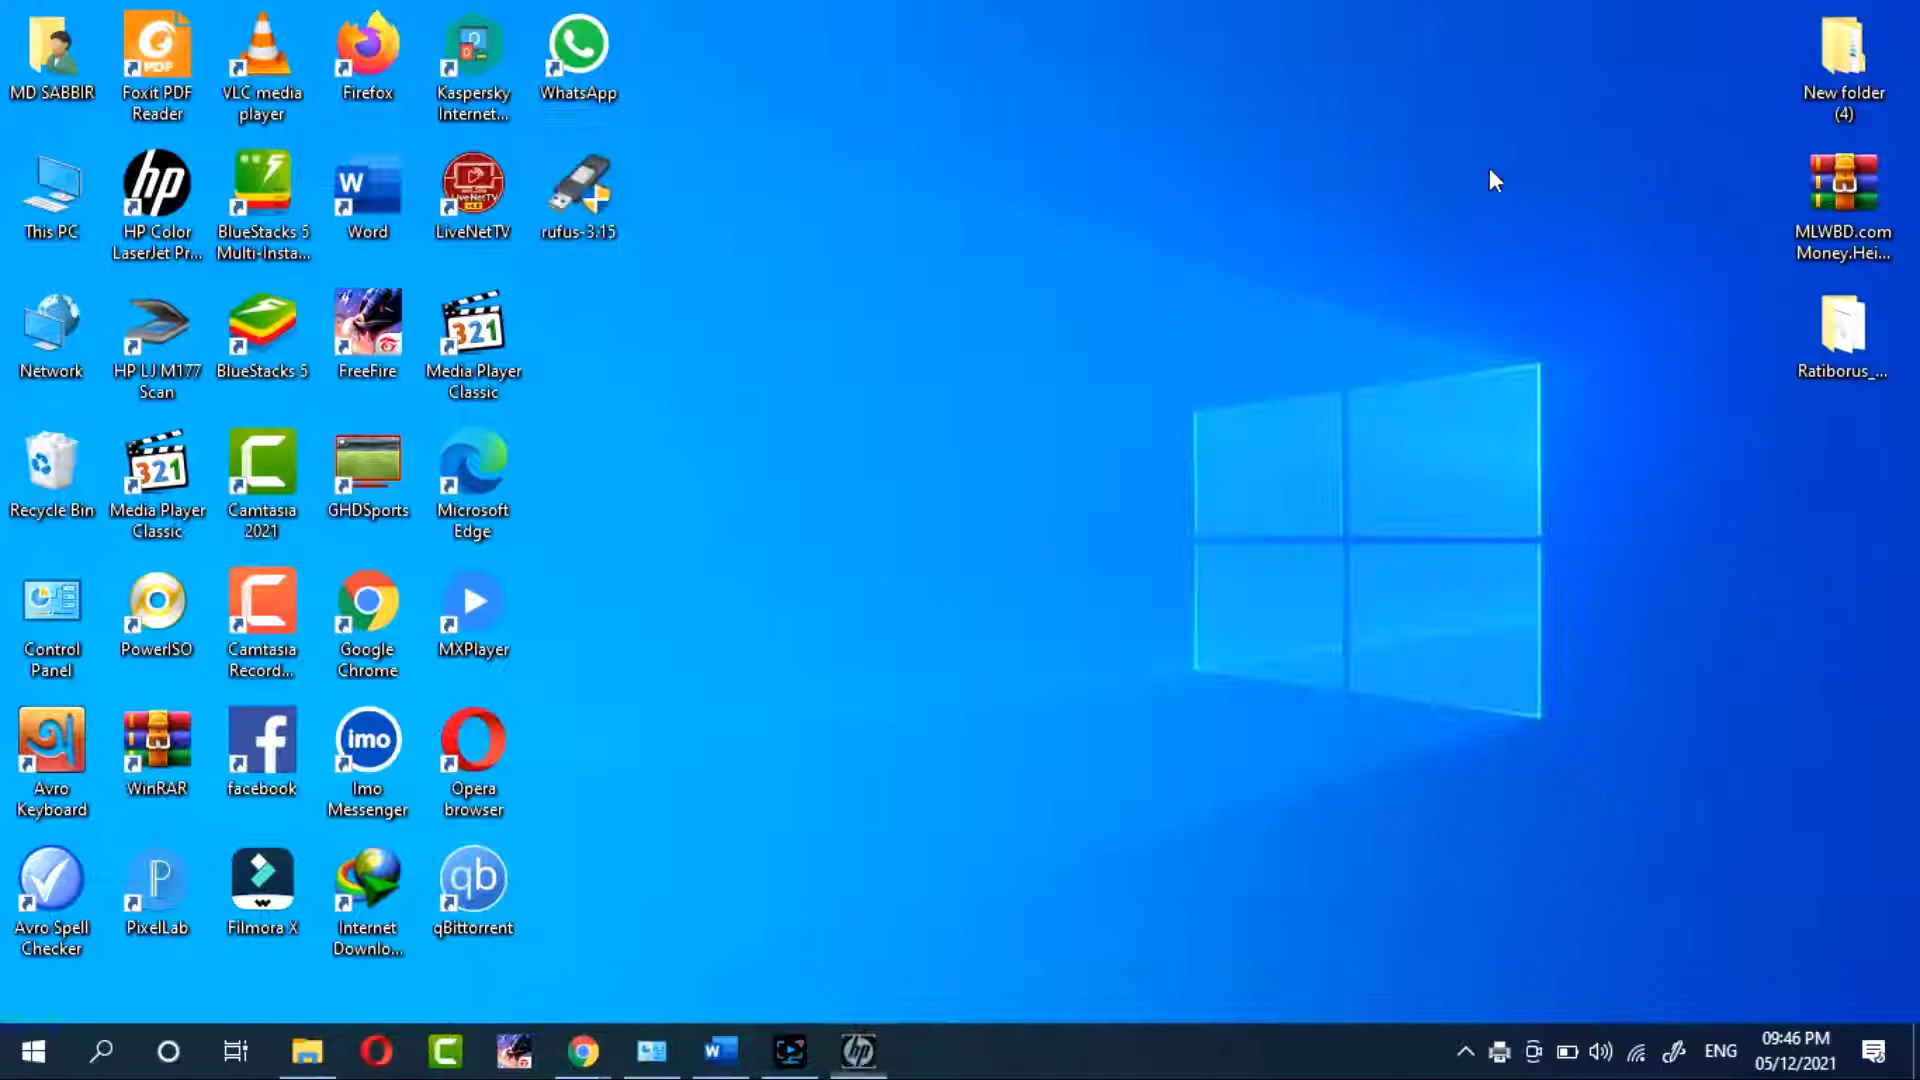 MD SABBIR
Foxit PDF
Reader
VLC media
player
Firefox
Kaspersky
Internet...
WhatsApp
New folder
(4)
This PC
HP Color
LaserJet Pr...
BlueStacks 5
Multi-Insta...
Word
LiveNetTV
rufus-3.15
MLWBD.com
Money.Hei...
Network
HP LJ M177
Scan
BlueStacks 5
FreeFire
Media Player
Classic
Ratiborus_...
Recycle Bin
Media Player
Classic
Camtasia
2021
GHDSports
Microsoft
Edge
Control
Panel
PowerISO
Camtasia
Record...
Google
Chrome
MXPlayer
imo
Avro
Keyboard
WinRAR
facebook
Imo
Messenger
Opera
browser
qb
Avro Spell
Checker
PixelLab
Filmora X
Internet
Downlo...
qBittorrent
ENG
09:46 PM
05/12/2021